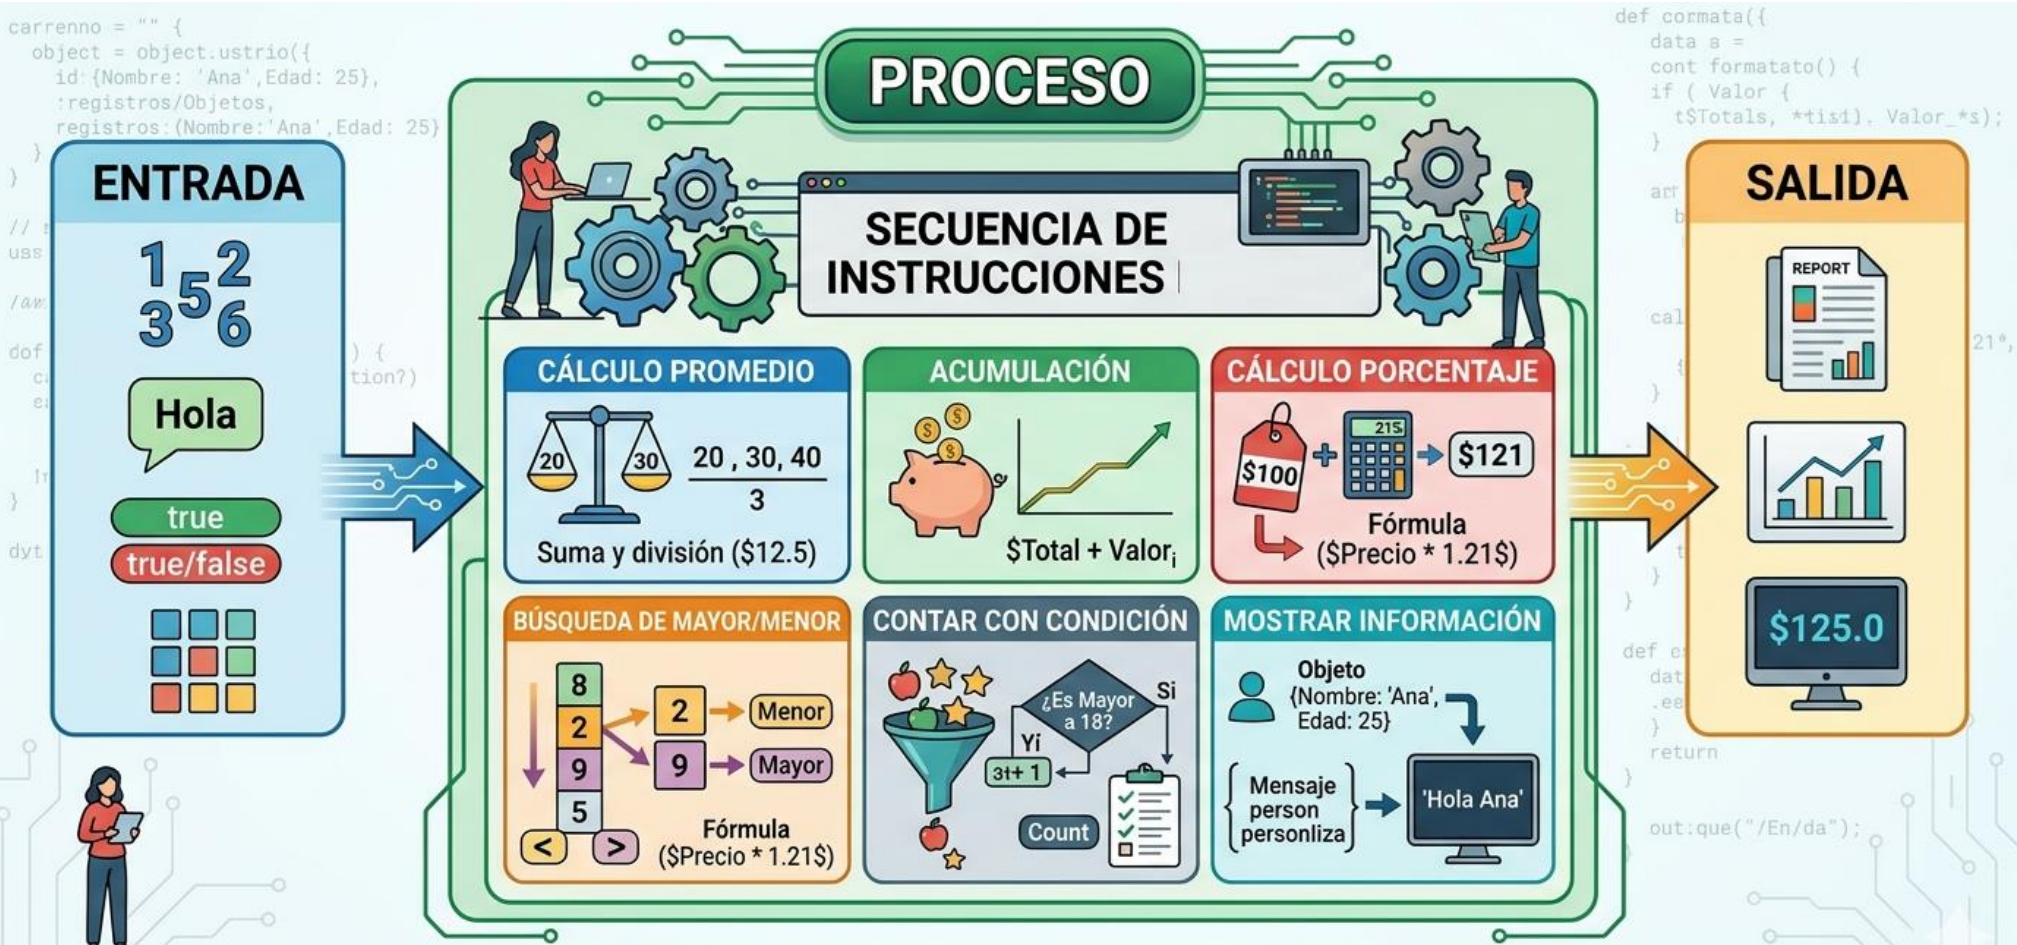 carrenno = "" {
object = object.ustrio({
id {Nombre: 'Ana',Edad: 25},
:registros/Objetos,
registros:(Nombre:'Ana',Edad: 25}
}
}
ENTRADA
1 5 2
3 6
Hola
true
true/false
) {
tion?)
PROCESO
SECUENCIA DE
INSTRUCCIONES
CÁLCULO PROMEDIO
20
30
20 , 30, 40
3
Suma y división ($12.5)
ACUMULACIÓN
$ $ $
$Total + Valorᵢ
CÁLCULO PORCENTAJE
$100
+
$121
Fórmula
($Precio * 1.21$)
BÚSQUEDA DE MAYOR/MENOR
8
2
9
5
2
Menor
9
Mayor
<
>
Fórmula
($Precio * 1.21$)
CONTAR CON CONDICIÓN
¿Es Mayor
a 18?
Si
Yi
3t+ 1
Count
MOSTRAR INFORMACIÓN
Objeto
{Nombre: 'Ana',
Edad: 25}
Mensaje
person
personliza
'Hola Ana'
def cormata({
data s =
cont formatato() {
if ( Valor {
t$Totals, *tis1). Valor_*s);
}
SALIDA
REPORT
$125.0
}
return
}
out:que("/En/da");